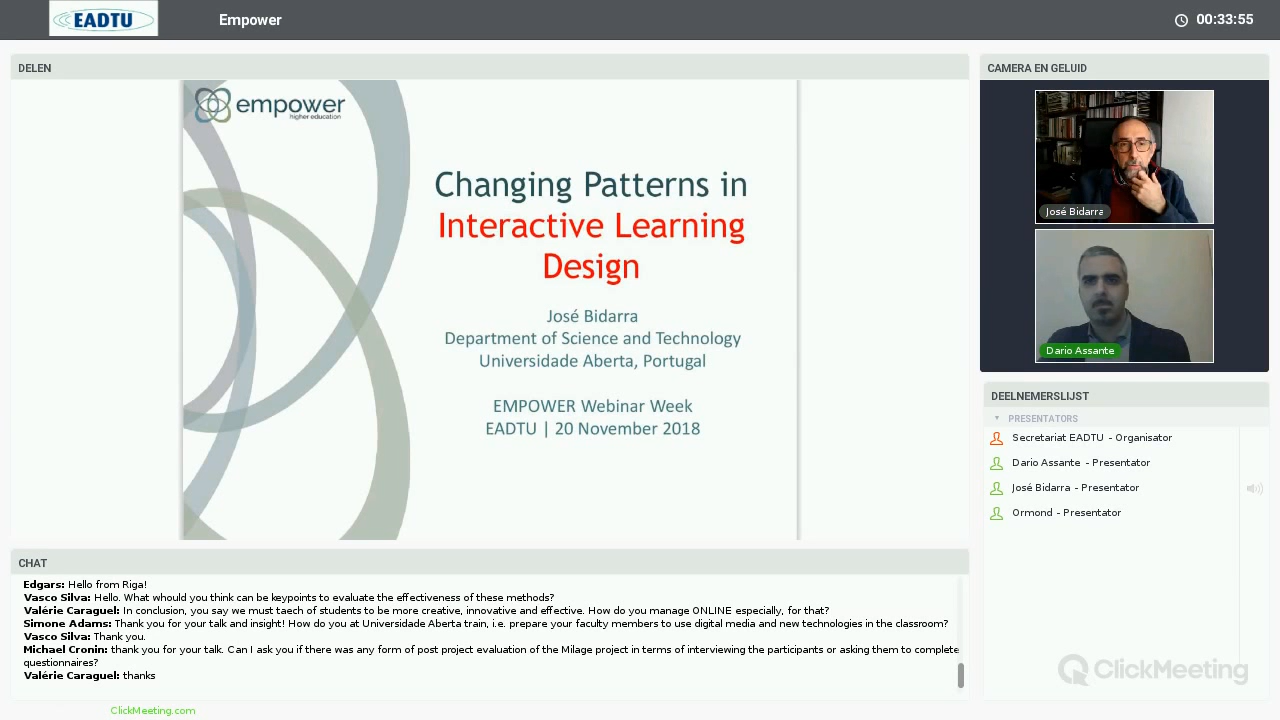 EADTU
Empower
00:33:55
DELEN
empower
higher education
Changing Patterns in
Interactive Learning
Design
José Bidarra
Department of Science and Technology
Universidade Aberta, Portugal
EMPOWER Webinar Week
EADTU | 20 November 2018
CAMERA EN GELUID
José Bidarra
Dario Assante
DEELNEMERSLIJST
PRESENTATORS
Secretariat EADTU - Organisator
Dario Assante - Presentator
José Bidarra - Presentator
Ormond - Presentator
CHAT
Edgars: Hello from Riga!
Vasco Silva: Hello. What whould you think can be keypoints to evaluate the effectiveness of these methods?
Valérie Caraguel: In conclusion, you say we must taech of students to be more creative, innovative and effective. How do you manage ONLINE especially, for that?
Simone Adams: Thank you for your talk and insight! How do you at Universidade Aberta train, i.e. prepare your faculty members to use digital media and new technologies in the classroom?
Vasco Silva: Thank you.
Michael Cronin: thank you for your talk. Can I ask you if there was any form of post project evaluation of the Milage project in terms of interviewing the participants or asking them to complete
questionnaires?
Valérie Caraguel: thanks
ClickMeeting
ClickMeeting.com